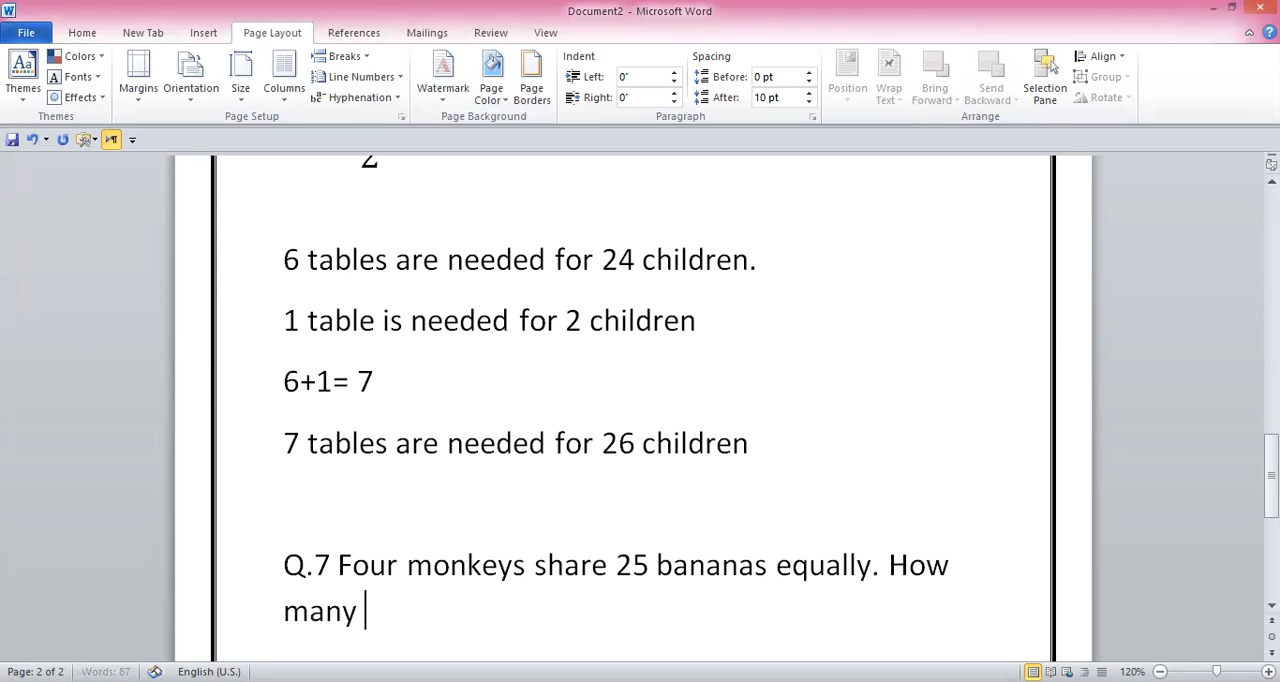 Document2 - Microsoft Word
File Home New Tab Insert Page Layout References Mailings Review View
Themes Colors Fonts Effects Themes
Margins Orientation Size Columns Breaks Line Numbers Hyphenation Page Setup
Watermark Page Color Page Borders Page Background
Indent Left: 0" Right: 0" Spacing Before: 0 pt After: 10 pt Paragraph
Position Wrap Text Bring Forward Send Backward Selection Pane Align Group Rotate Arrange
2
6 tables are needed for 24 children.
1 table is needed for 2 children
6+1= 7
7 tables are needed for 26 children
Q.7 Four monkeys share 25 bananas equally. How
many
Page: 2 of 2 Words: 87 English (U.S.) 120%